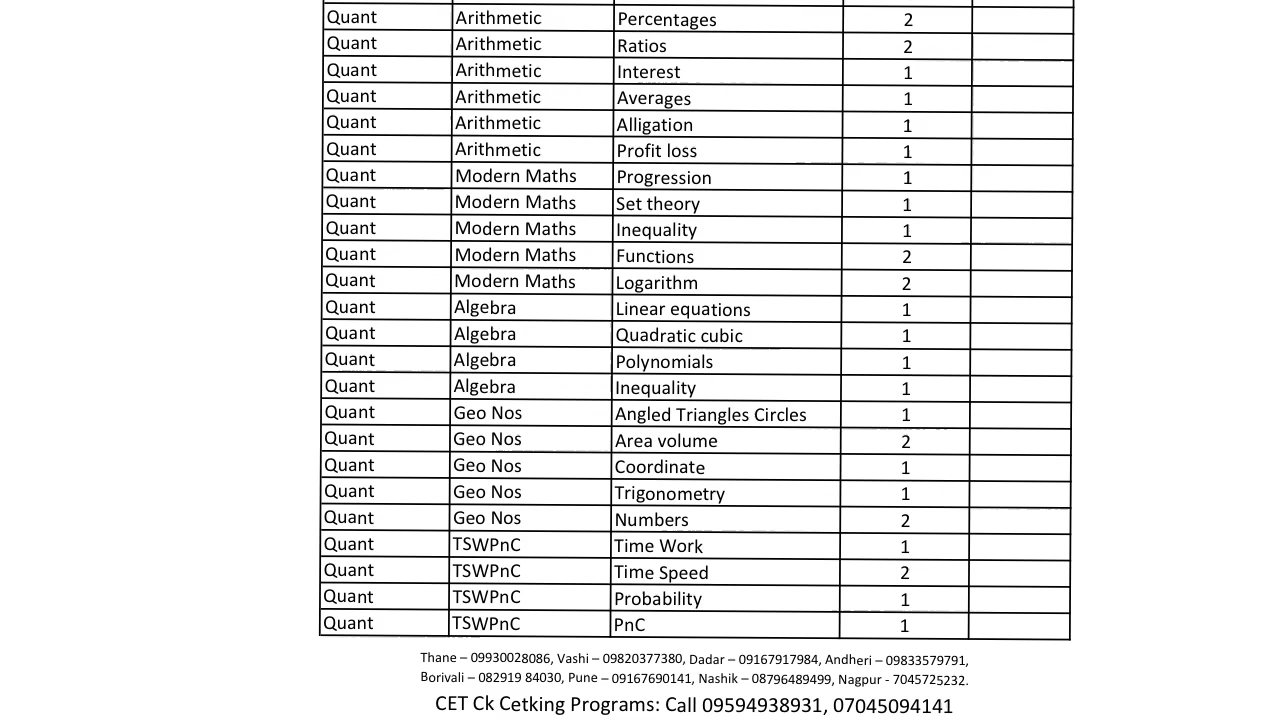 Quant Arithmetic Percentages 2
Quant Arithmetic Ratios 2
Quant Arithmetic Interest 1
Quant Arithmetic Averages 1
Quant Arithmetic Alligation 1
Quant Arithmetic Profit loss 1
Quant Modern Maths Progression 1
Quant Modern Maths Set theory 1
Quant Modern Maths Inequality 1
Quant Modern Maths Functions 2
Quant Modern Maths Logarithm 2
Quant Algebra Linear equations 1
Quant Algebra Quadratic cubic 1
Quant Algebra Polynomials 1
Quant Algebra Inequality 1
Quant Geo Nos Angled Triangles Circles 1
Quant Geo Nos Area volume 2
Quant Geo Nos Coordinate 1
Quant Geo Nos Trigonometry 1
Quant Geo Nos Numbers 2
Quant TSWPnC Time Work 1
Quant TSWPnC Time Speed 2
Quant TSWPnC Probability 1
Quant TSWPnC PnC 1
Thane – 09930028086, Vashi – 09820377380, Dadar – 09167917984, Andheri – 09833579791,
Borivali – 082919 84030, Pune – 09167690141, Nashik – 08796489499, Nagpur - 7045725232.
CET Ck Cetking Programs: Call 09594938931, 07045094141